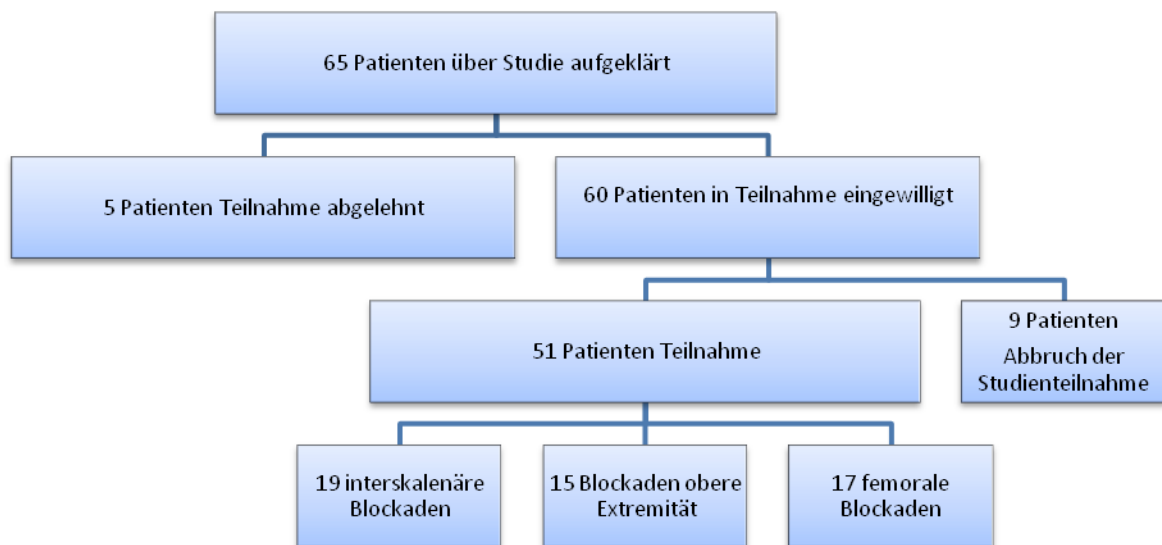 65 Patienten über Studie aufgeklärt
5 Patienten Teilnahme abgelehnt
60 Patienten in Teilnahme eingewilligt
51 Patienten Teilnahme
9 Patienten
Abbruch der
Studienteilnahme
19 interskalenäre
Blockaden
15 Blockaden obere
Extremität
17 femorale
Blockaden